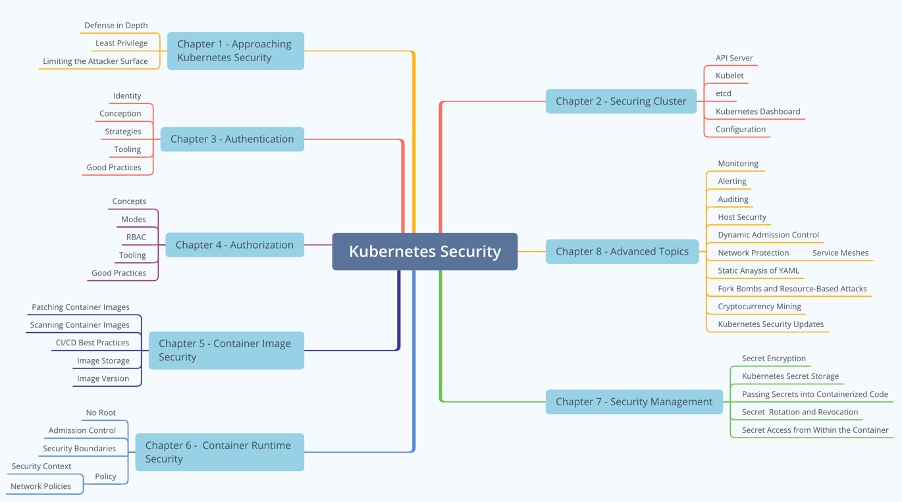 Kubernetes Security
Chapter 1 - Approaching
Kubernetes Security
Defense in Depth
Least Privilege
Limiting the Attacker Surface
Chapter 2 - Securing Cluster
API Server
Kubelet
etcd
Kubernetes Dashboard
Configuration
Chapter 3 - Authentication
Identity
Conception
Strategies
Tooling
Good Practices
Chapter 4 - Authorization
Concepts
Modes
RBAC
Tooling
Good Practices
Chapter 5 - Container Image
Security
Patching Container Images
Scanning Container Images
CI/CD Best Practices
Image Storage
Image Version
Chapter 6 - Container Runtime
Security
No Root
Admission Control
Security Boundaries
Policy
Security Context
Network Policies
Chapter 8 - Advanced Topics
Monitoring
Alerting
Auditing
Host Security
Dynamic Admission Control
Network Protection
Service Meshes
Static Anaysis of YAML
Fork Bombs and Resource-Based Attacks
Cryptocurrency Mining
Kubernetes Security Updates
Chapter 7 - Security Management
Secret Encryption
Kubernetes Secret Storage
Passing Secrets into Containerized Code
Secret Rotation and Revocation
Secret Access from Within the Container